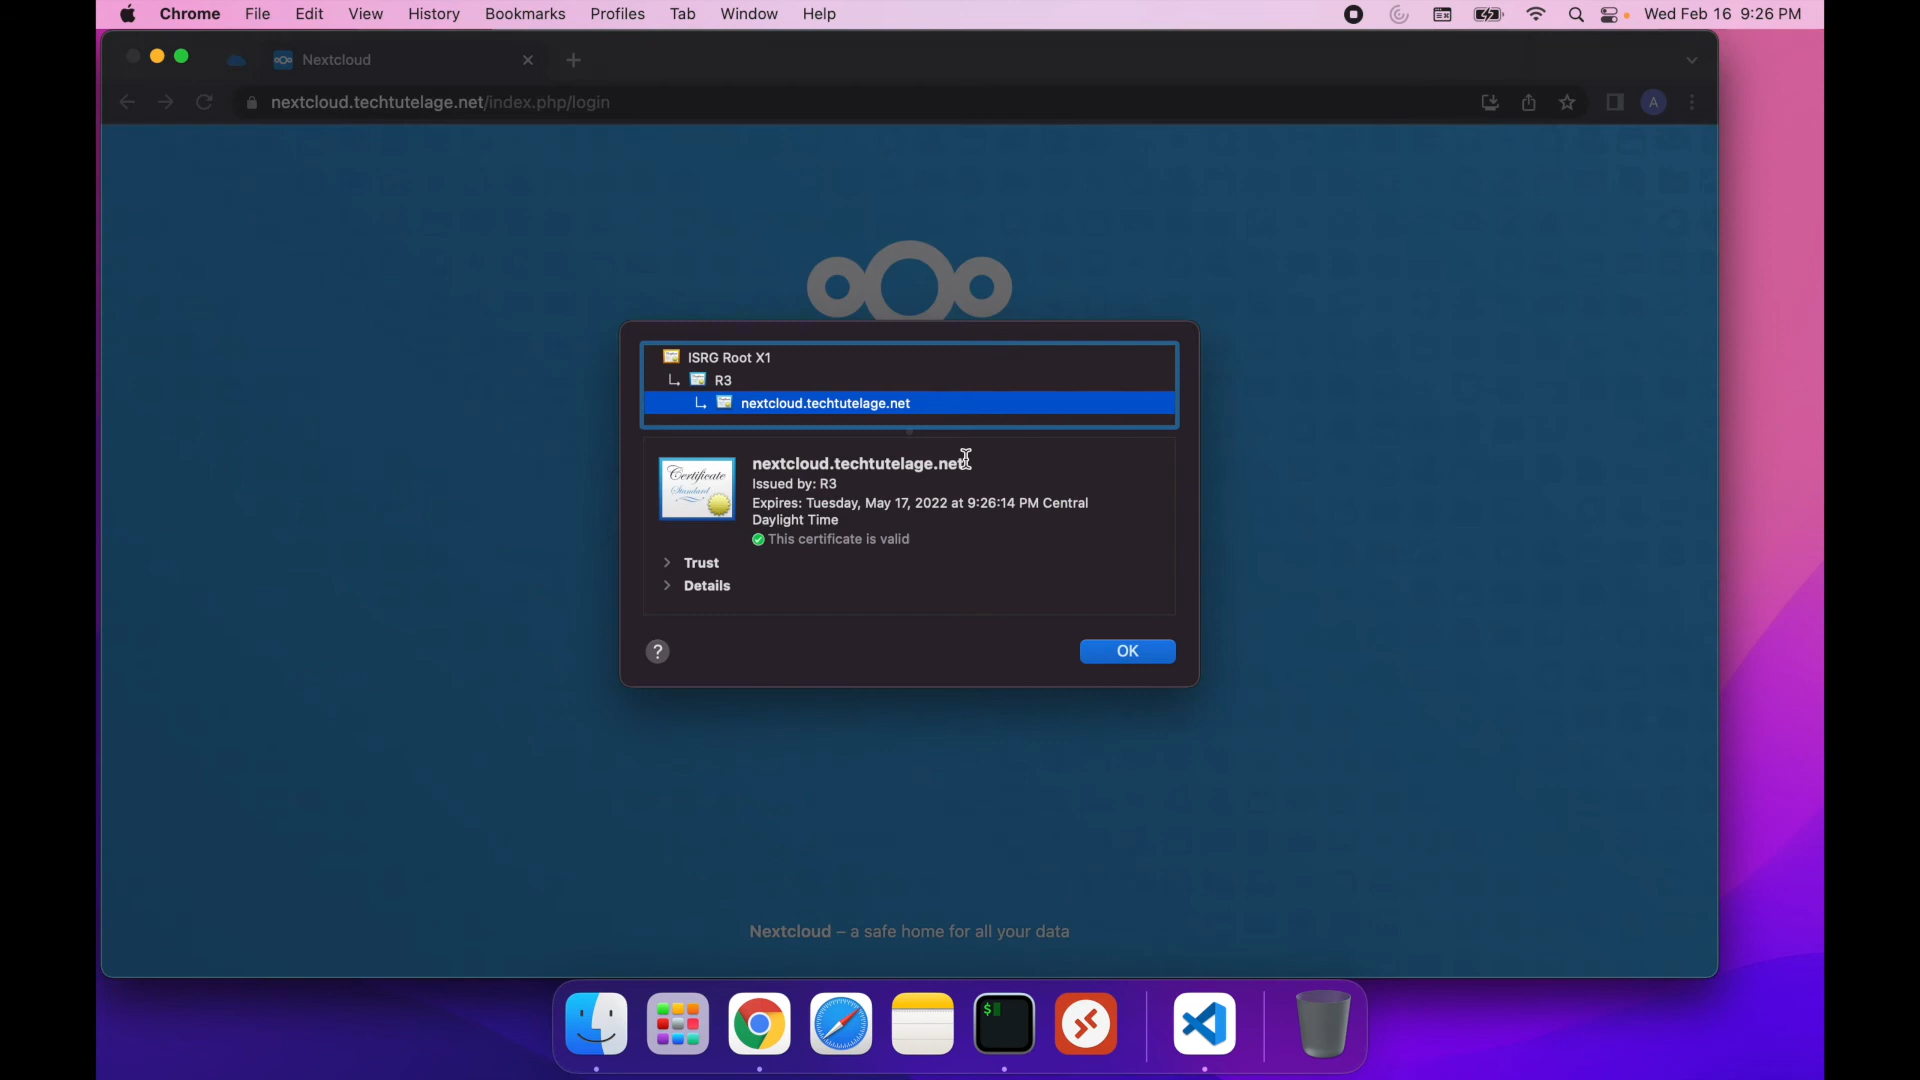 Chrome File Edit View History Bookmarks Profiles Tab Window Help Wed Feb 16 9:26 PM
Nextcloud
nextcloud.techtutelage.net/index.php/login
A
ISRG Root X1
R3
nextcloud.techtutelage.net
Certificate
Standard
nextcloud.techtutelage.net
Issued by: R3
Expires: Tuesday, May 17, 2022 at 9:26:14 PM Central
Daylight Time
This certificate is valid
Trust
Details
?
OK
Nextcloud – a safe home for all your data
$